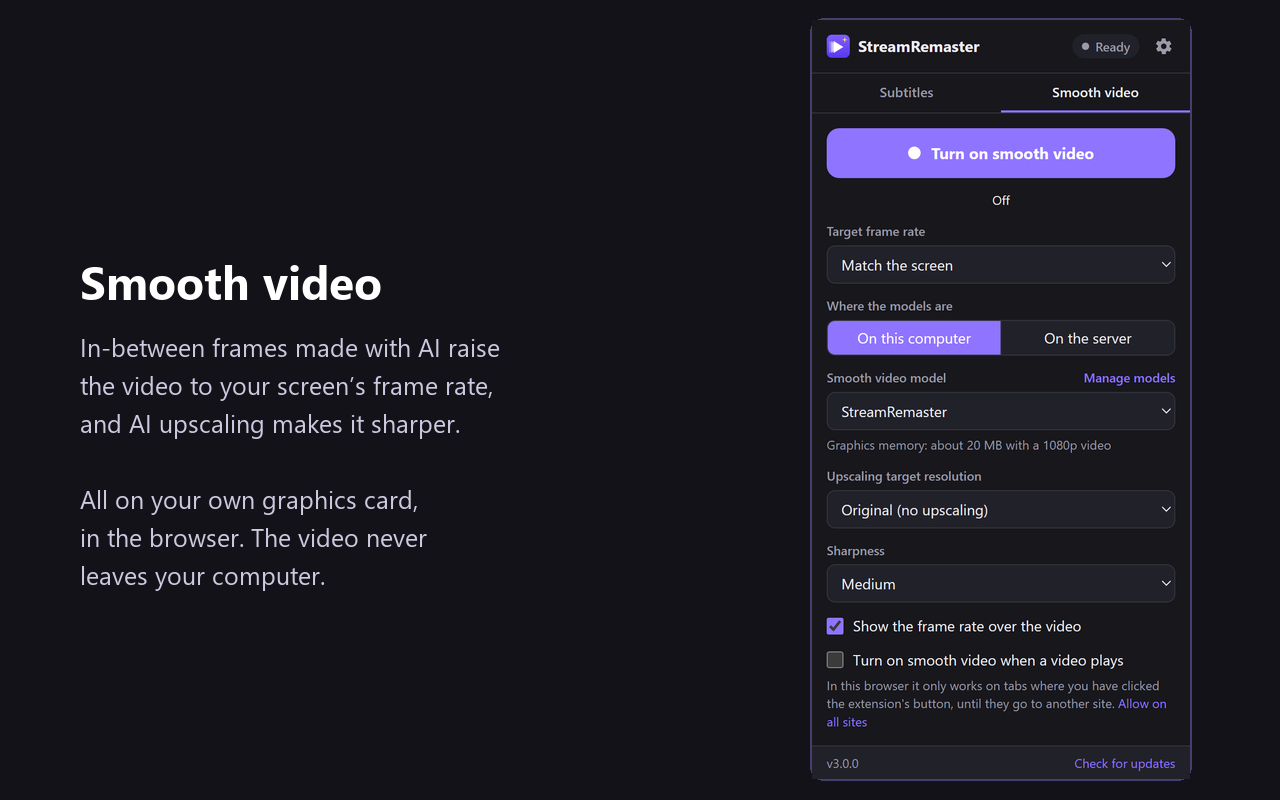 Smooth video
In-between frames made with AI raise
the video to your screen’s frame rate,
and AI upscaling makes it sharper.
All on your own graphics card,
in the browser. The video never
leaves your computer.
StreamRemaster
Ready
Subtitles
Smooth video
Turn on smooth video
Off
Target frame rate
Match the screen
Where the models are
On this computer
On the server
Smooth video model
Manage models
StreamRemaster
Graphics memory: about 20 MB with a 1080p video
Upscaling target resolution
Original (no upscaling)
Sharpness
Medium
Show the frame rate over the video
Turn on smooth video when a video plays
In this browser it only works on tabs where you have clicked
the extension's button, until they go to another site. Allow on
all sites
v3.0.0
Check for updates